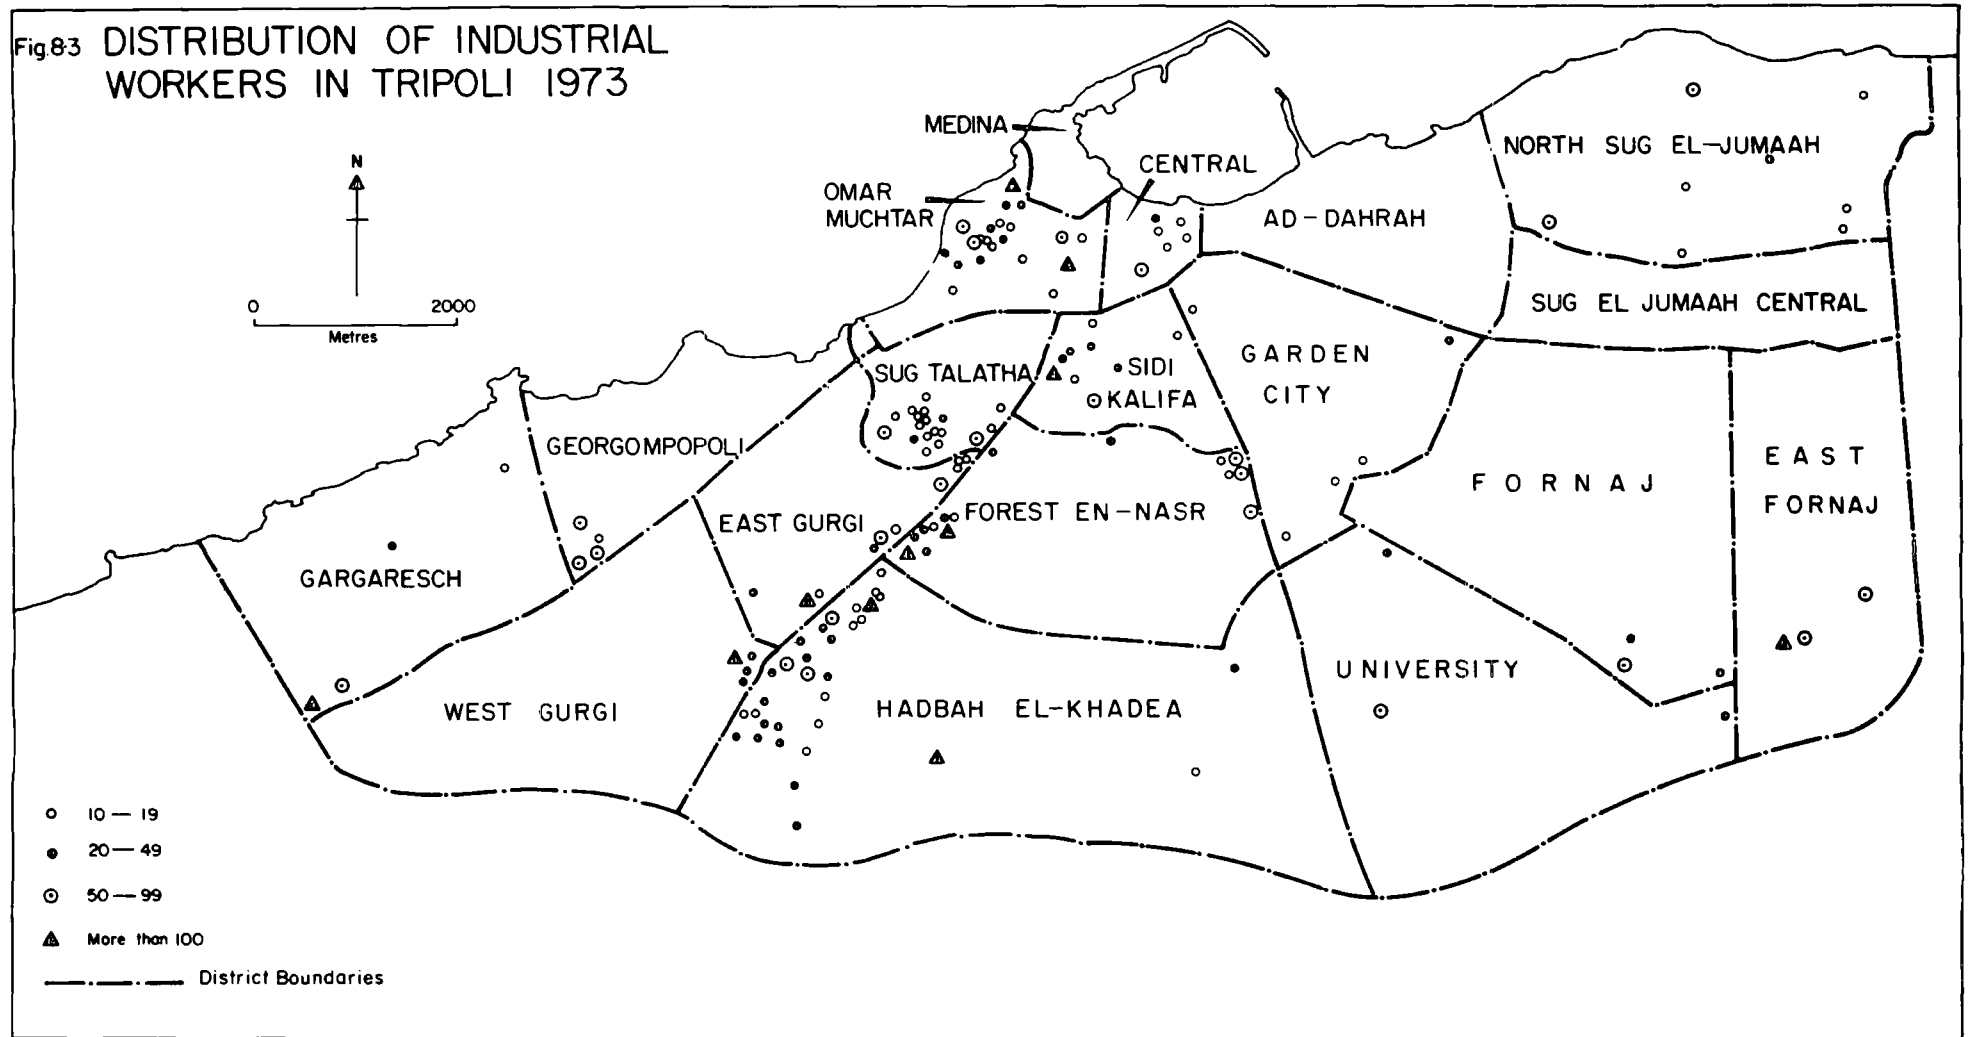 Fig.8·3 DISTRIBUTION OF INDUSTRIAL
WORKERS IN TRIPOLI 1973
N
0 2000
Metres
MEDINA
CENTRAL
OMAR
MUCHTAR
AD-DAHRAH
NORTH SUG EL-JUMAAH
SUG EL JUMAAH CENTRAL
SUG TALATHA
SIDI
KALIFA
GARDEN
CITY
GEORGOMPOPOLI
EAST GURGI
FOREST EN-NASR
FORNAJ
EAST
FORNAJ
GARGARESCH
WEST GURGI
HADBAH EL-KHADEA
UNIVERSITY
10 — 19
20 — 49
50 — 99
More than 100
District Boundaries